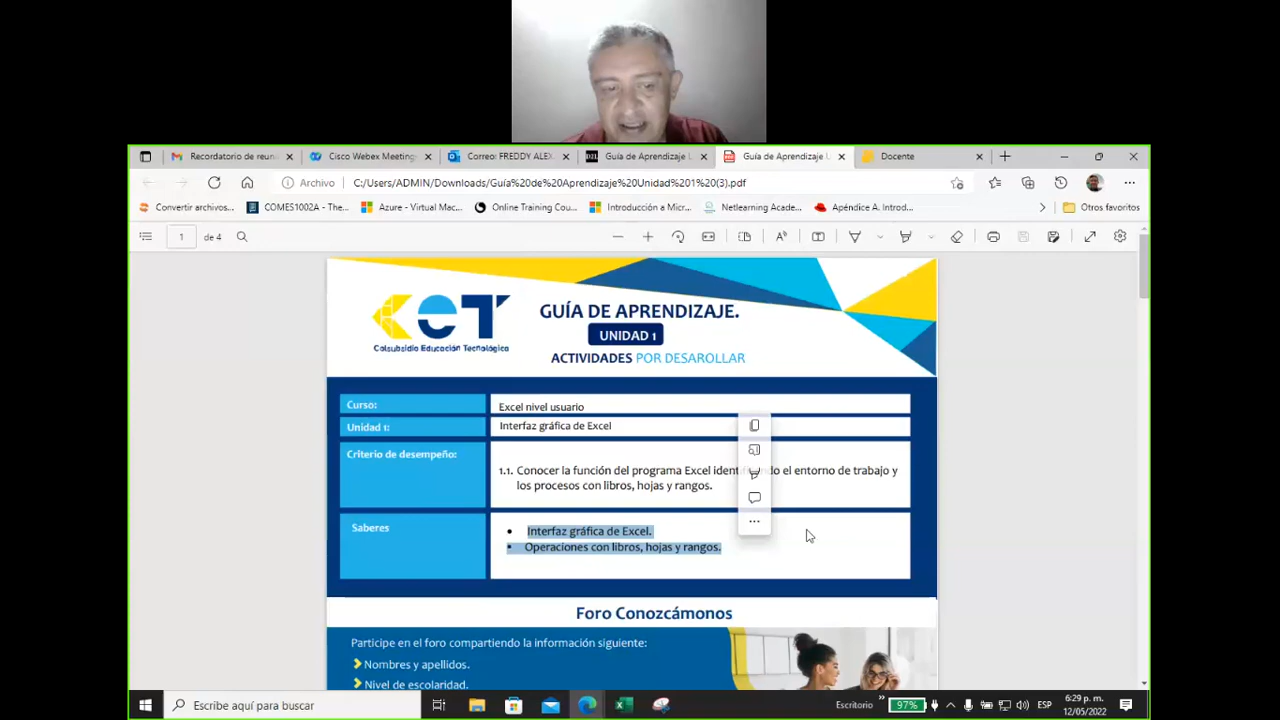 Recordatorio de reun
Cisco Webex Meeting
Correo: FREDDY ALEX
Guía de Aprendizaje U
Guía de Aprendizaje U
Docente
Archivo
C:/Users/ADMIN/Downloads/Guía%20de%20Aprendizaje%20Unidad%201%20(3).pdf
Convertir archivos...
COMES1002A - The...
Azure - Virtual Mac...
Online Training Cou...
Introducción a Micr...
Netlearning Acade...
Apéndice A. Introd...
Otros favoritos
1 de 4
KET
Colsubsidio Educación Tecnológica
GUÍA DE APRENDIZAJE.
UNIDAD 1
ACTIVIDADES POR DESAROLLAR
Curso:
Excel nivel usuario
Unidad 1:
Interfaz gráfica de Excel
Criterio de desempeño:
1.1. Conocer la función del programa Excel el entorno de trabajo y
los procesos con libros, hojas y rangos.
Saberes
• Interfaz gráfica de Excel.
• Operaciones con libros, hojas y rangos.
Foro Conozcámonos
Participe en el foro compartiendo la información siguiente:
Nombres y apellidos.
Nivel de escolaridad.
Escribe aquí para buscar
Escritorio
97%
ESP
6:29 p. m.
12/05/2022